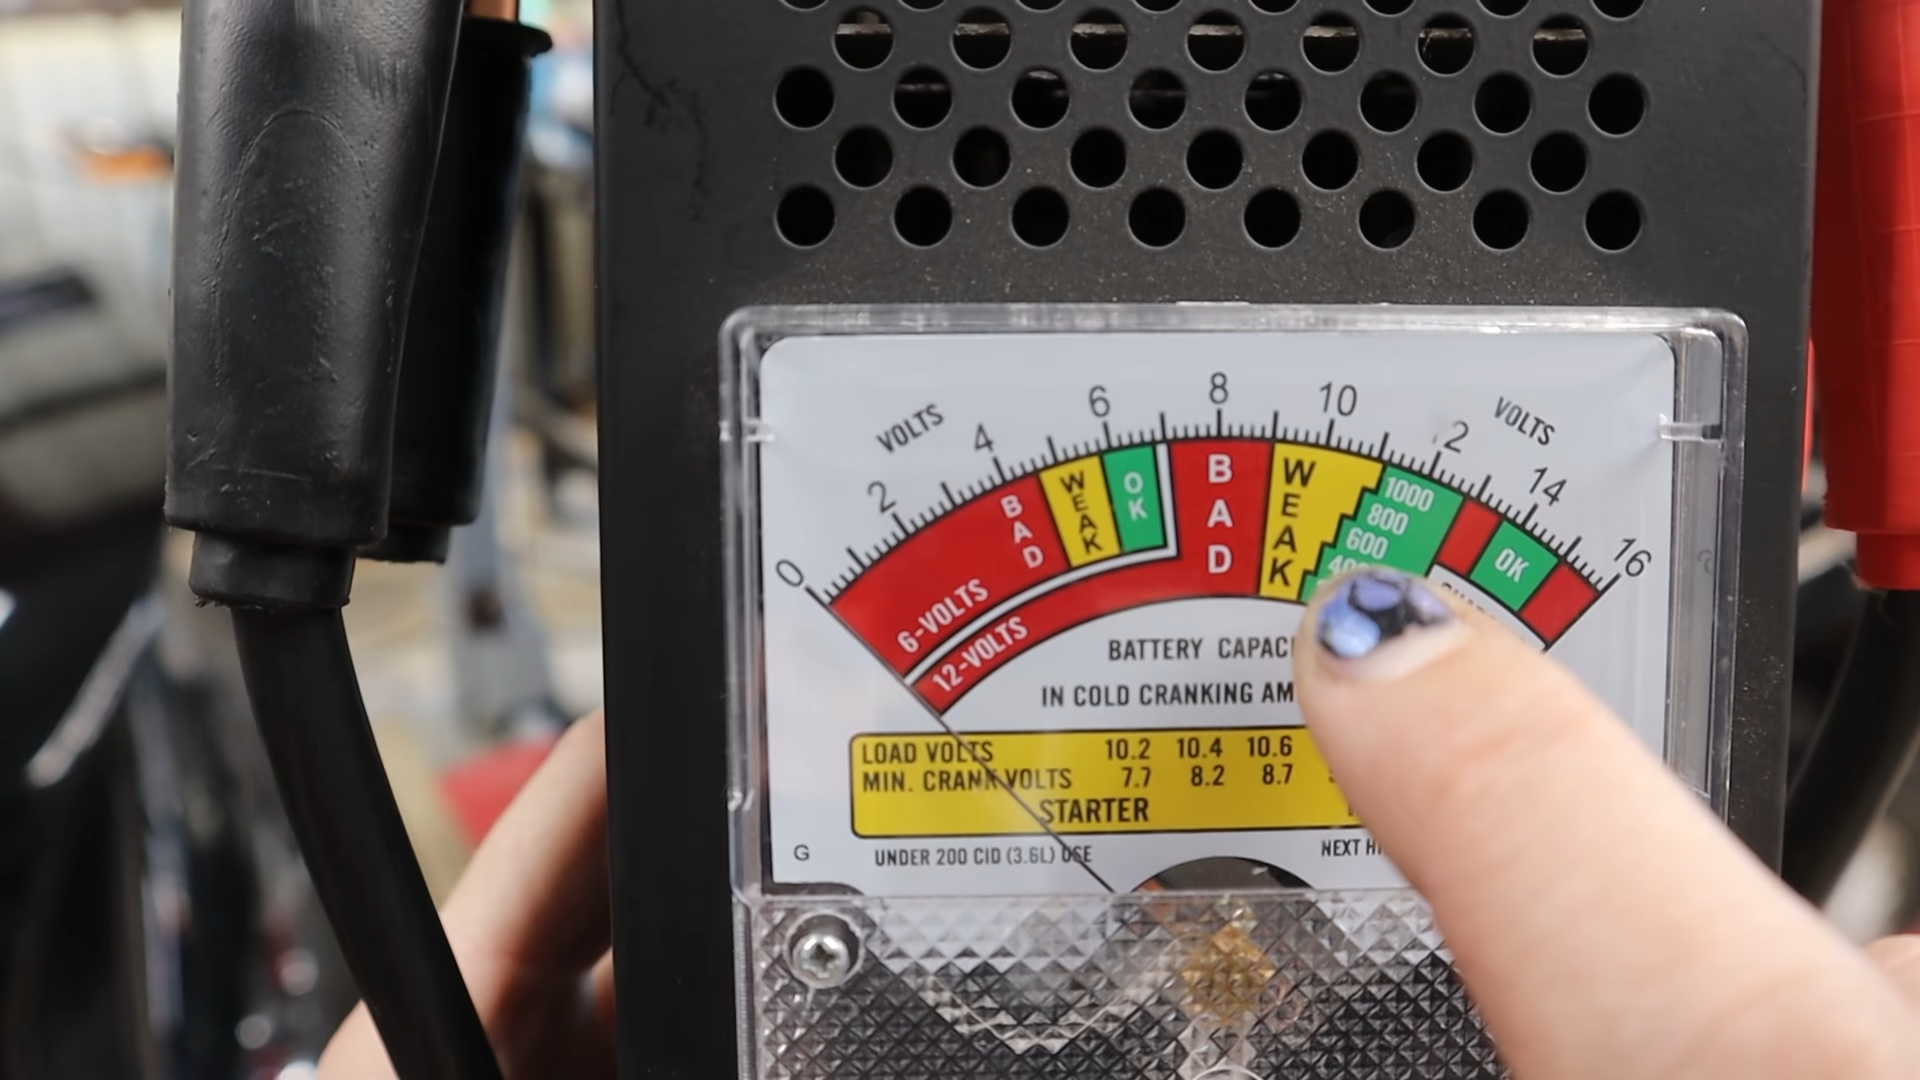 VOLTS
VOLTS
0 2 4 6 8 10 2 14 16
BAD
WEAK
OK
BAD
WEAK
1000
800
600
OK
6-VOLTS
12-VOLTS
BATTERY CAPACI
IN COLD CRANKING AM
LOAD VOLTS 10.2 10.4 10.6
MIN. CRANK VOLTS 7.7 8.2 8.7
STARTER
G UNDER 200 CID (3.6L) USE NEXT HI